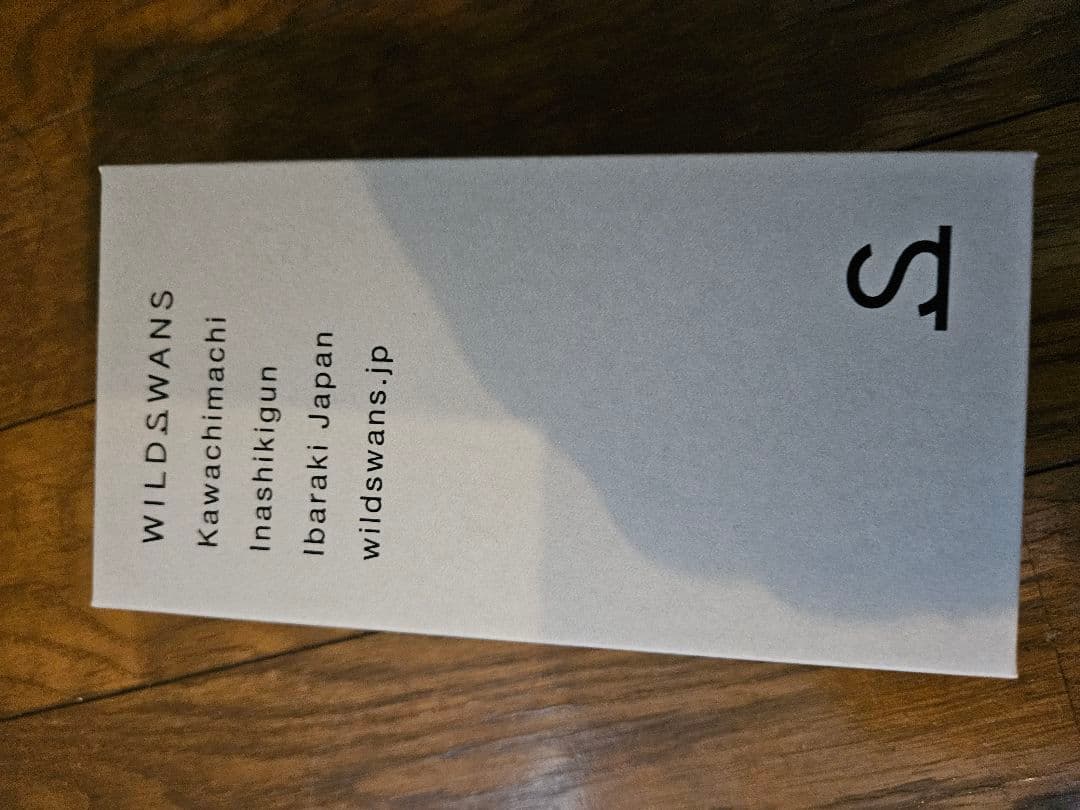 WILDSWANS
Kawachimachi
Inashikigun
Ibaraki Japan
wildswans.jp
S